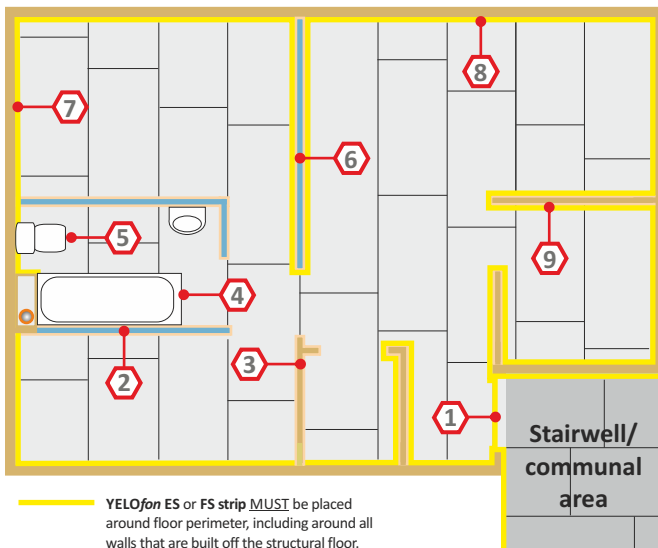 8
7
6
5
9
4
3
2
1
Stairwell/
communal
area
YELOfon ES or FS strip MUST be placed
around floor perimeter, including around all
walls that are built off the structural floor.